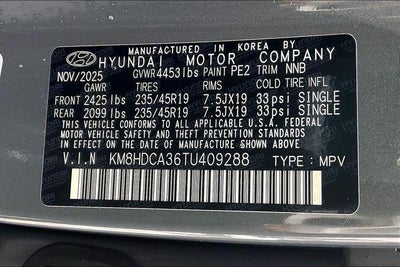 MANUFACTURED IN KOREA BY
HYUNDAI MOTOR COMPANY
NOV/2025 GVWR 4453 lbs PAINT PE2 TRIM NNB
GAWR TIRES RIMS COLD TIRE INFL
FRONT 2425 lbs 235/45R19 7.5JX19 33psi SINGLE
REAR 2099 lbs 235/45R19 7.5JX19 33psi SINGLE
THIS VEHICLE CONFORMS TO ALL APPLICABLE U.S.A. FEDERAL
MOTOR VEHICLE SAFETY AND THEFT PREVENTION STANDARDS
IN EFFECT ON THE DATE OF MANUFACTURE SHOWN ABOVE.
V.I.N KM8HDCA36TU409288 TYPE : MPV